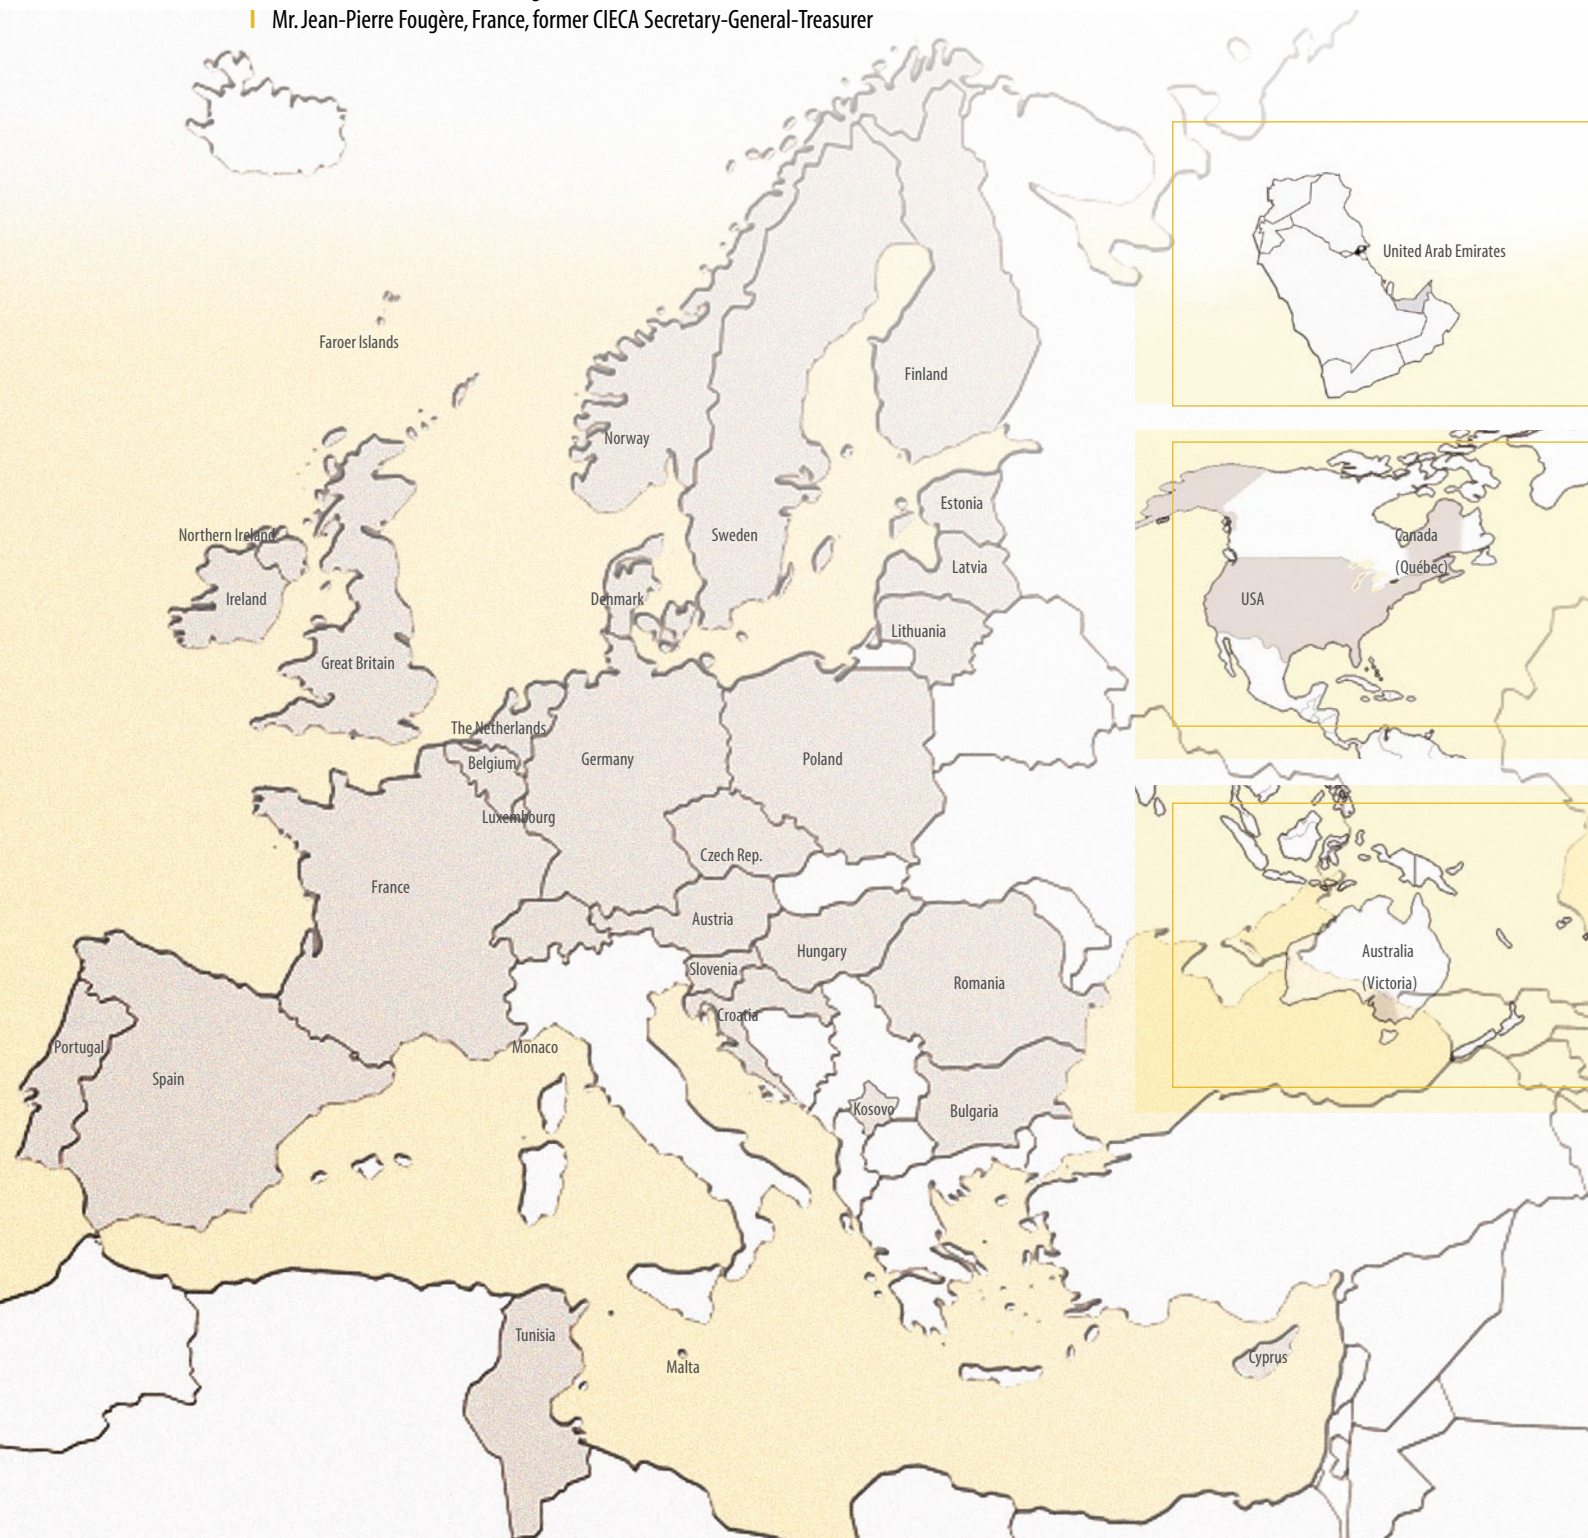 Mr. Jean-Pierre Fougère, France, former CIECA Secretary-General-Treasurer
United Arab Emirates
Faroer Islands
Finland
Norway
Estonia
Northern Ireland
Sweden
Canada
(Québec)
Latvia
Ireland
Denmark
USA
Lithuania
Great Britain
The Netherlands
Belgium
Germany
Poland
Luxembourg
Czech Rep.
France
Austria
Hungary
Australia
(Victoria)
Slovenia
Romania
Croatia
Portugal
Monaco
Spain
Kosovo
Bulgaria
Tunisia
Malta
Cyprus